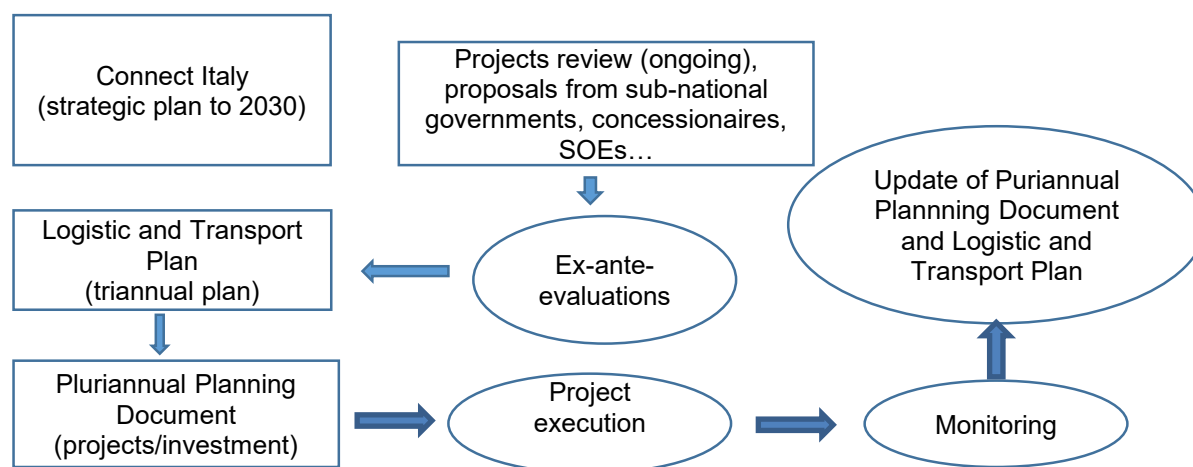 Connect Italy
(strategic plan to 2030)
Projects review (ongoing),
proposals from sub-national
governments, concessionaires,
SOEs…
Update of Puriannual
Plannning Document
and Logistic and
Transport Plan
Logistic and Transport
Plan
(triannual plan)
Ex-ante-
evaluations
Pluriannual Planning
Document
(projects/investment)
Project
execution
Monitoring